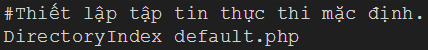 #Thiết lập tập tin thực thi mặc định.
DirectoryIndex default.php